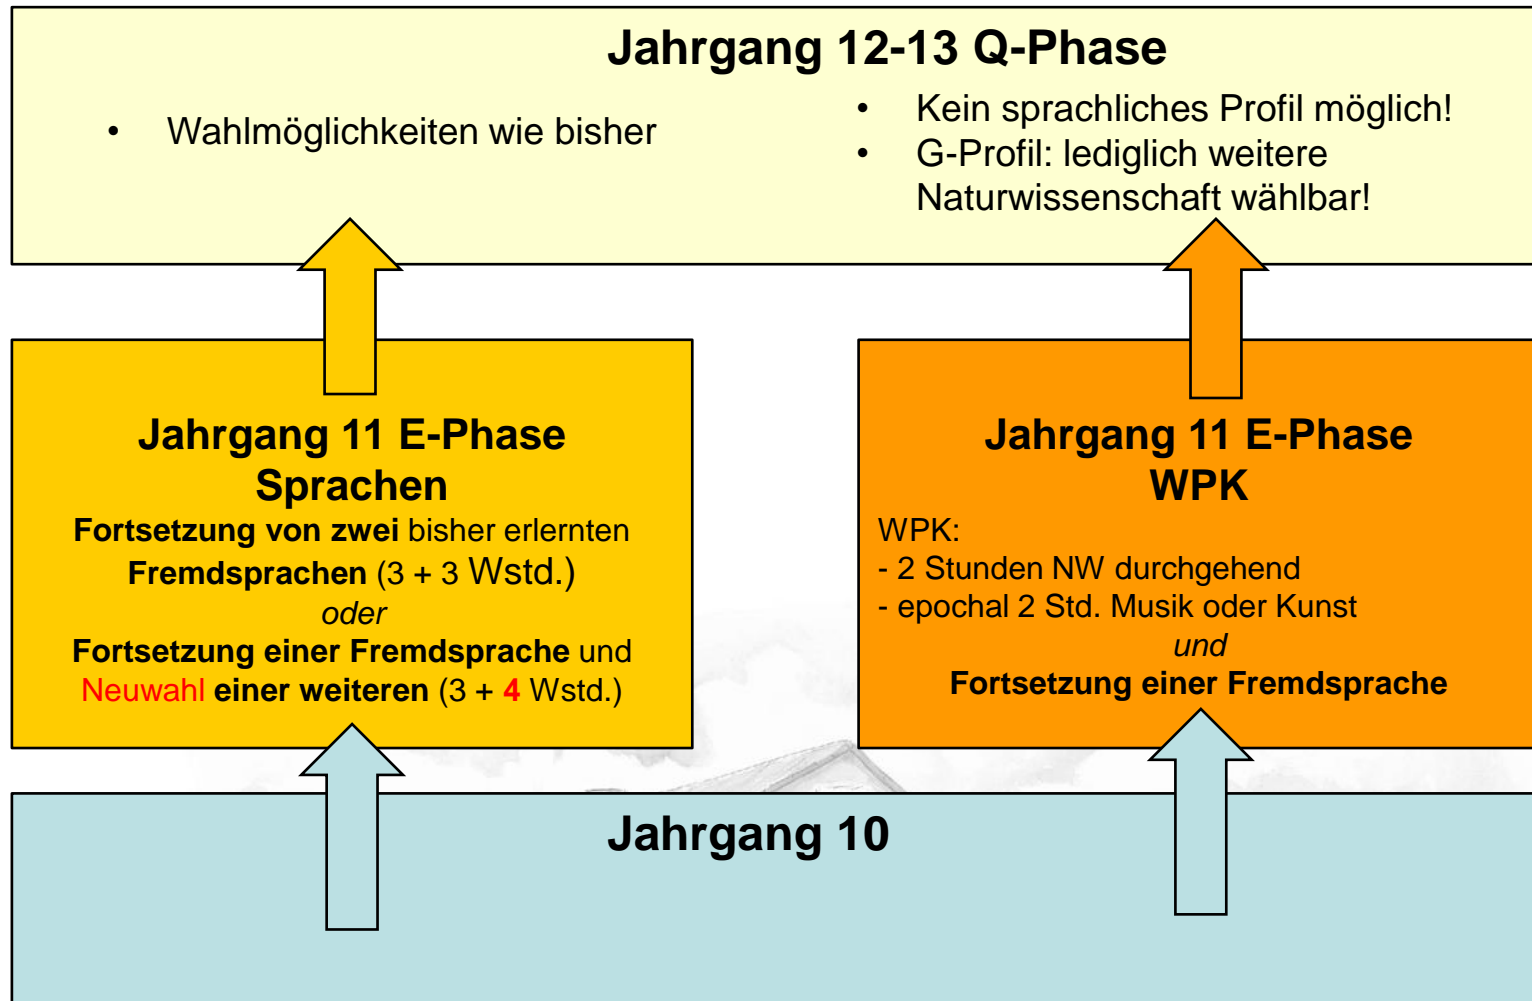 Jahrgang 12-13 Q-Phase
• Wahlmöglichkeiten wie bisher
• Kein sprachliches Profil möglich!
• G-Profil: lediglich weitere
Naturwissenschaft wählbar!
Jahrgang 11 E-Phase
Sprachen
Fortsetzung von zwei bisher erlernten
Fremdsprachen (3 + 3 Wstd.)
oder
Fortsetzung einer Fremdsprache und
Neuwahl einer weiteren (3 + 4 Wstd.)
Jahrgang 11 E-Phase
WPK
WPK:
- 2 Stunden NW durchgehend
- epochal 2 Std. Musik oder Kunst
und
Fortsetzung einer Fremdsprache
Jahrgang 10